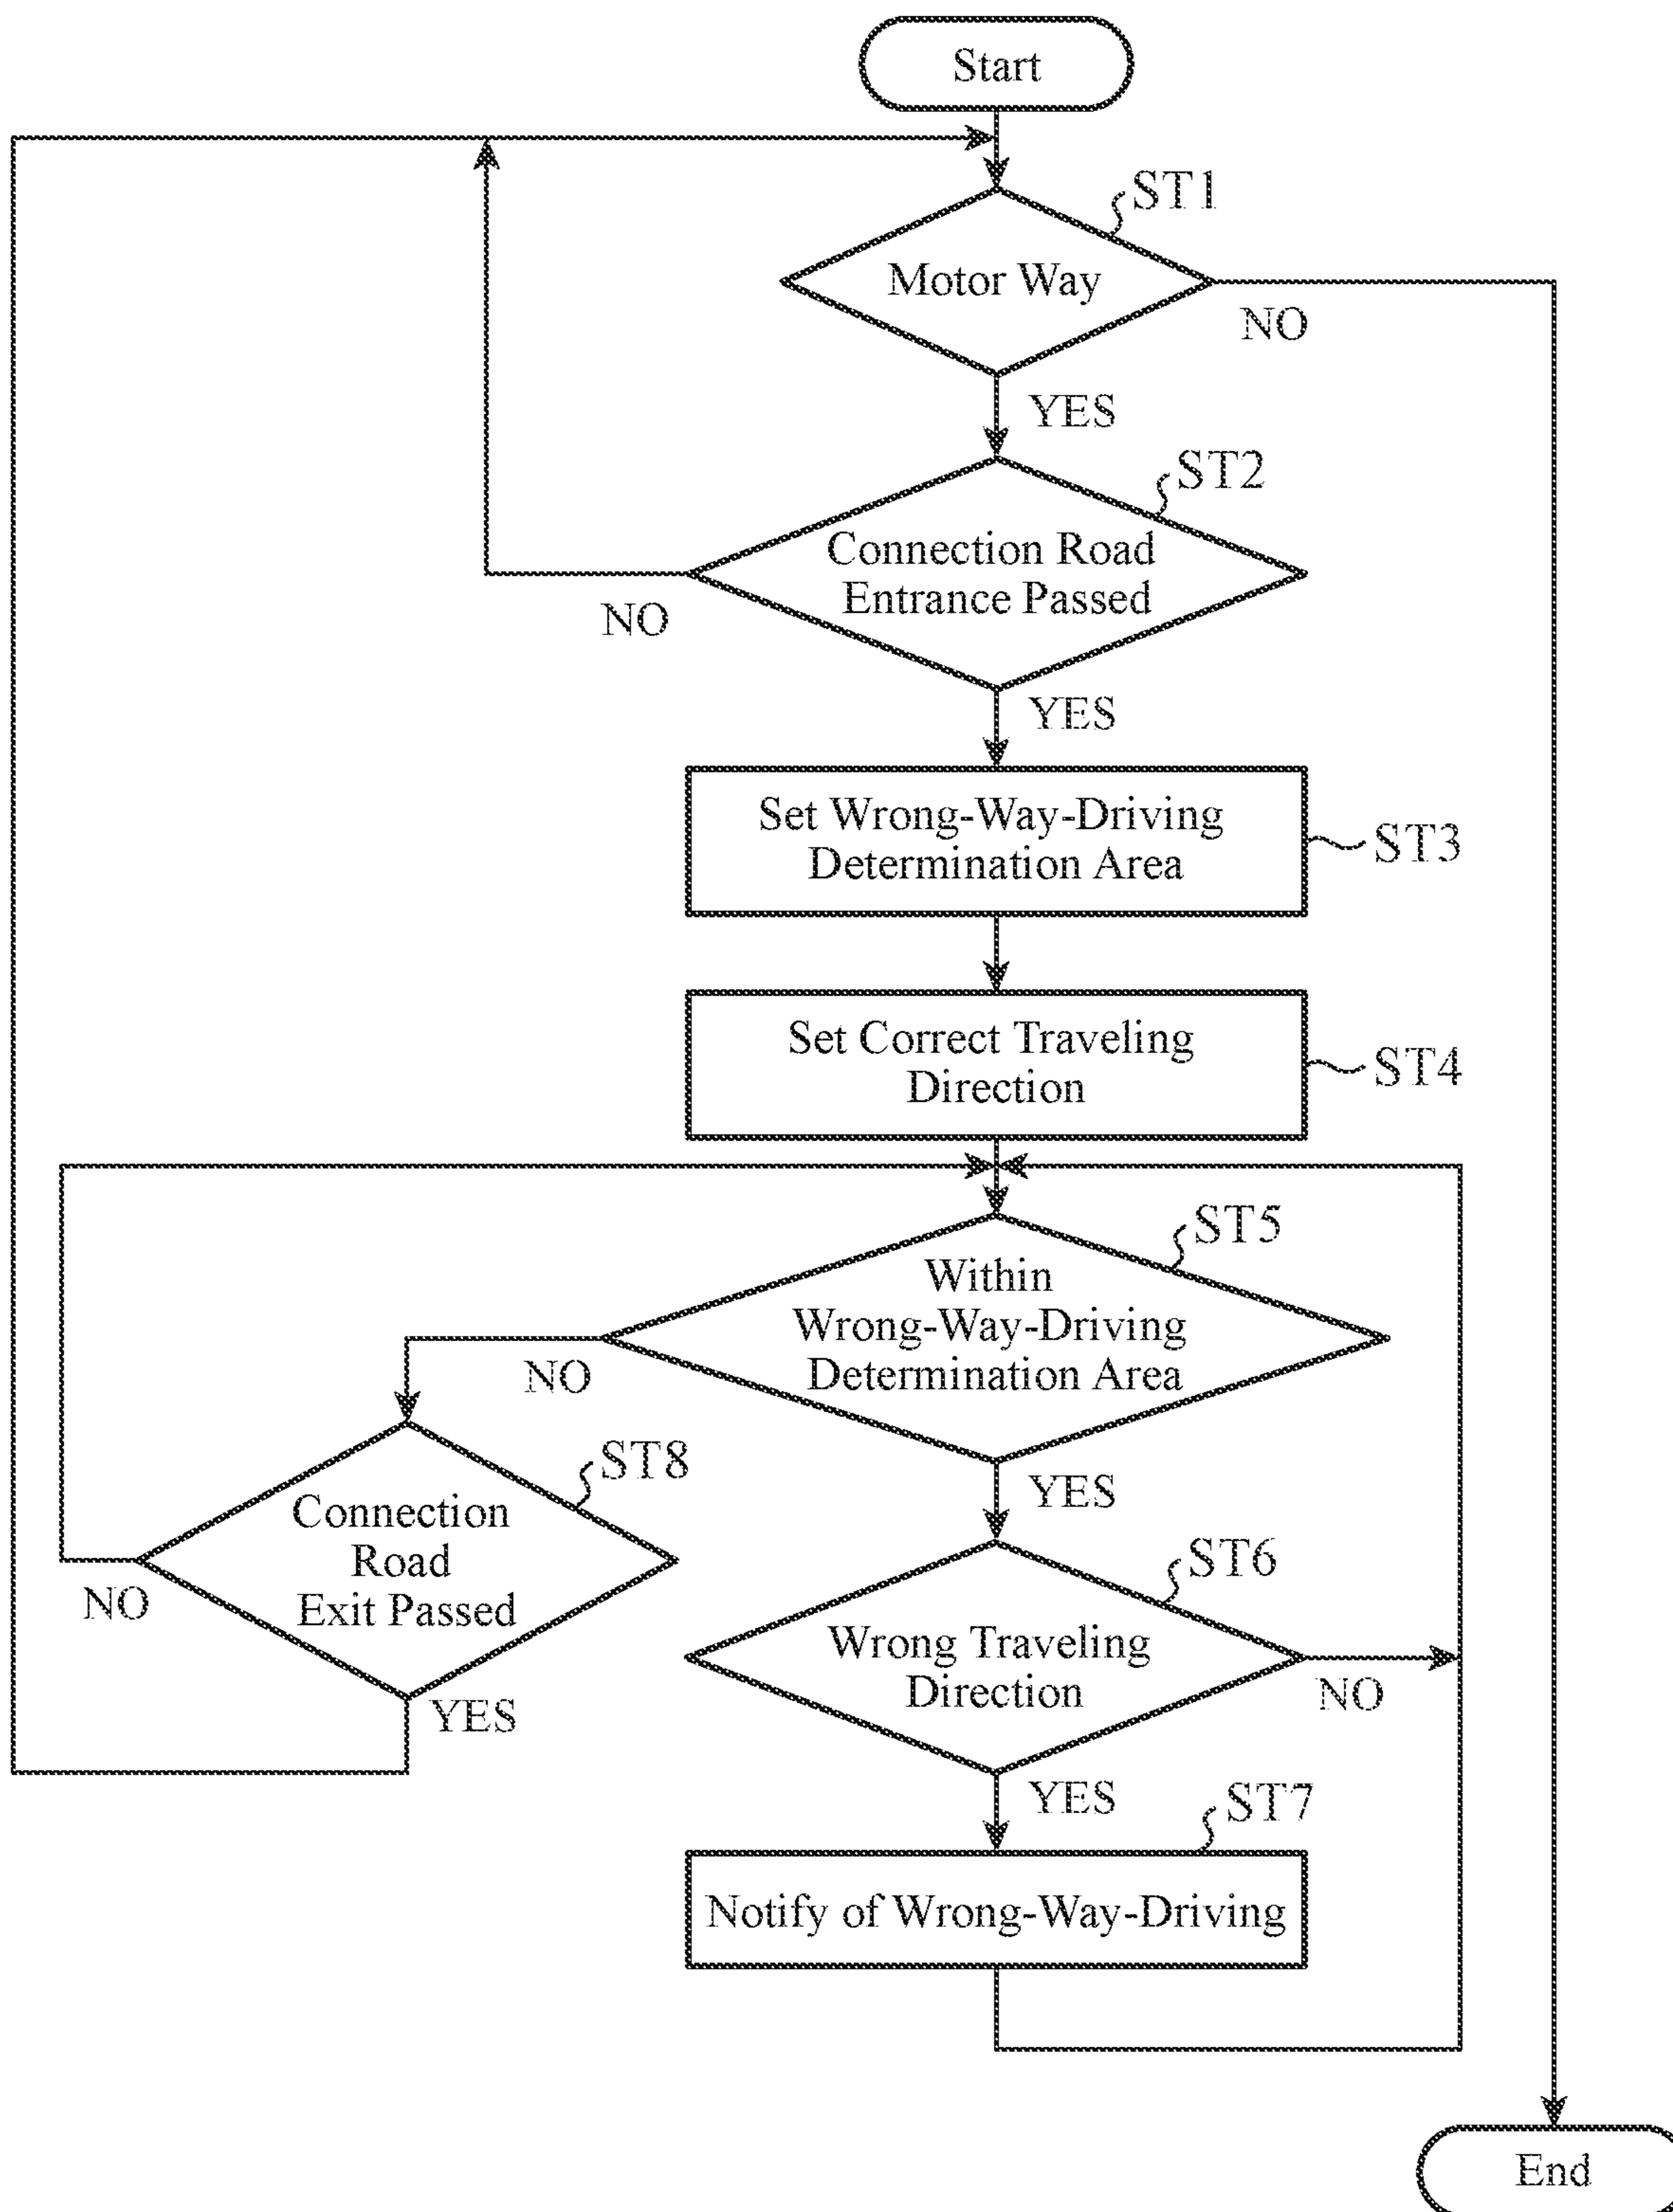 Start
ST1
Motor Way
NO
YES
ST2
Connection Road
Entrance Passed
NO
YES
Set Wrong-Way-Driving
Determination Area
ST3
Set Correct Traveling
Direction
ST4
ST5
Within
Wrong-Way-Driving
Determination Area
NO
YES
ST8
Connection
Road
Exit Passed
NO
YES
ST6
Wrong Traveling
Direction
NO
YES
ST7
Notify of Wrong-Way-Driving
End